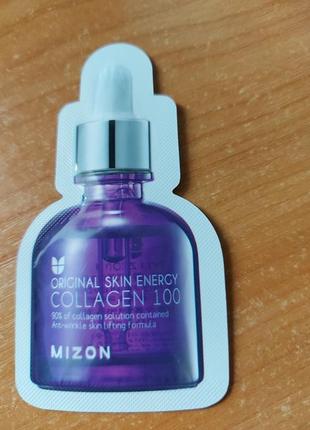 ORIGINAL SKIN ENERGY
COLLAGEN 100
90% of collagen solution contained
Anti-wrinkle skin lifting formula
MIZON